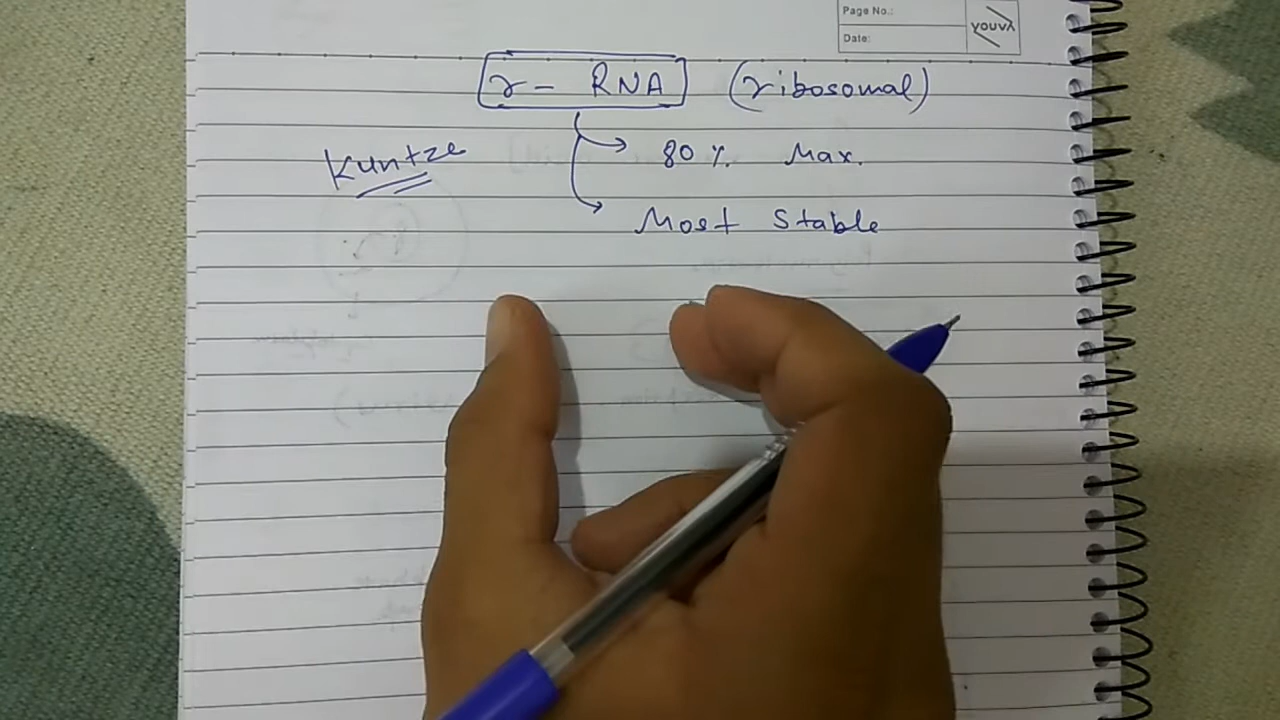 Page No.:
Date:
youva
r - RNA (ribosomal)
Kuntze
80 % Max.
Most Stable